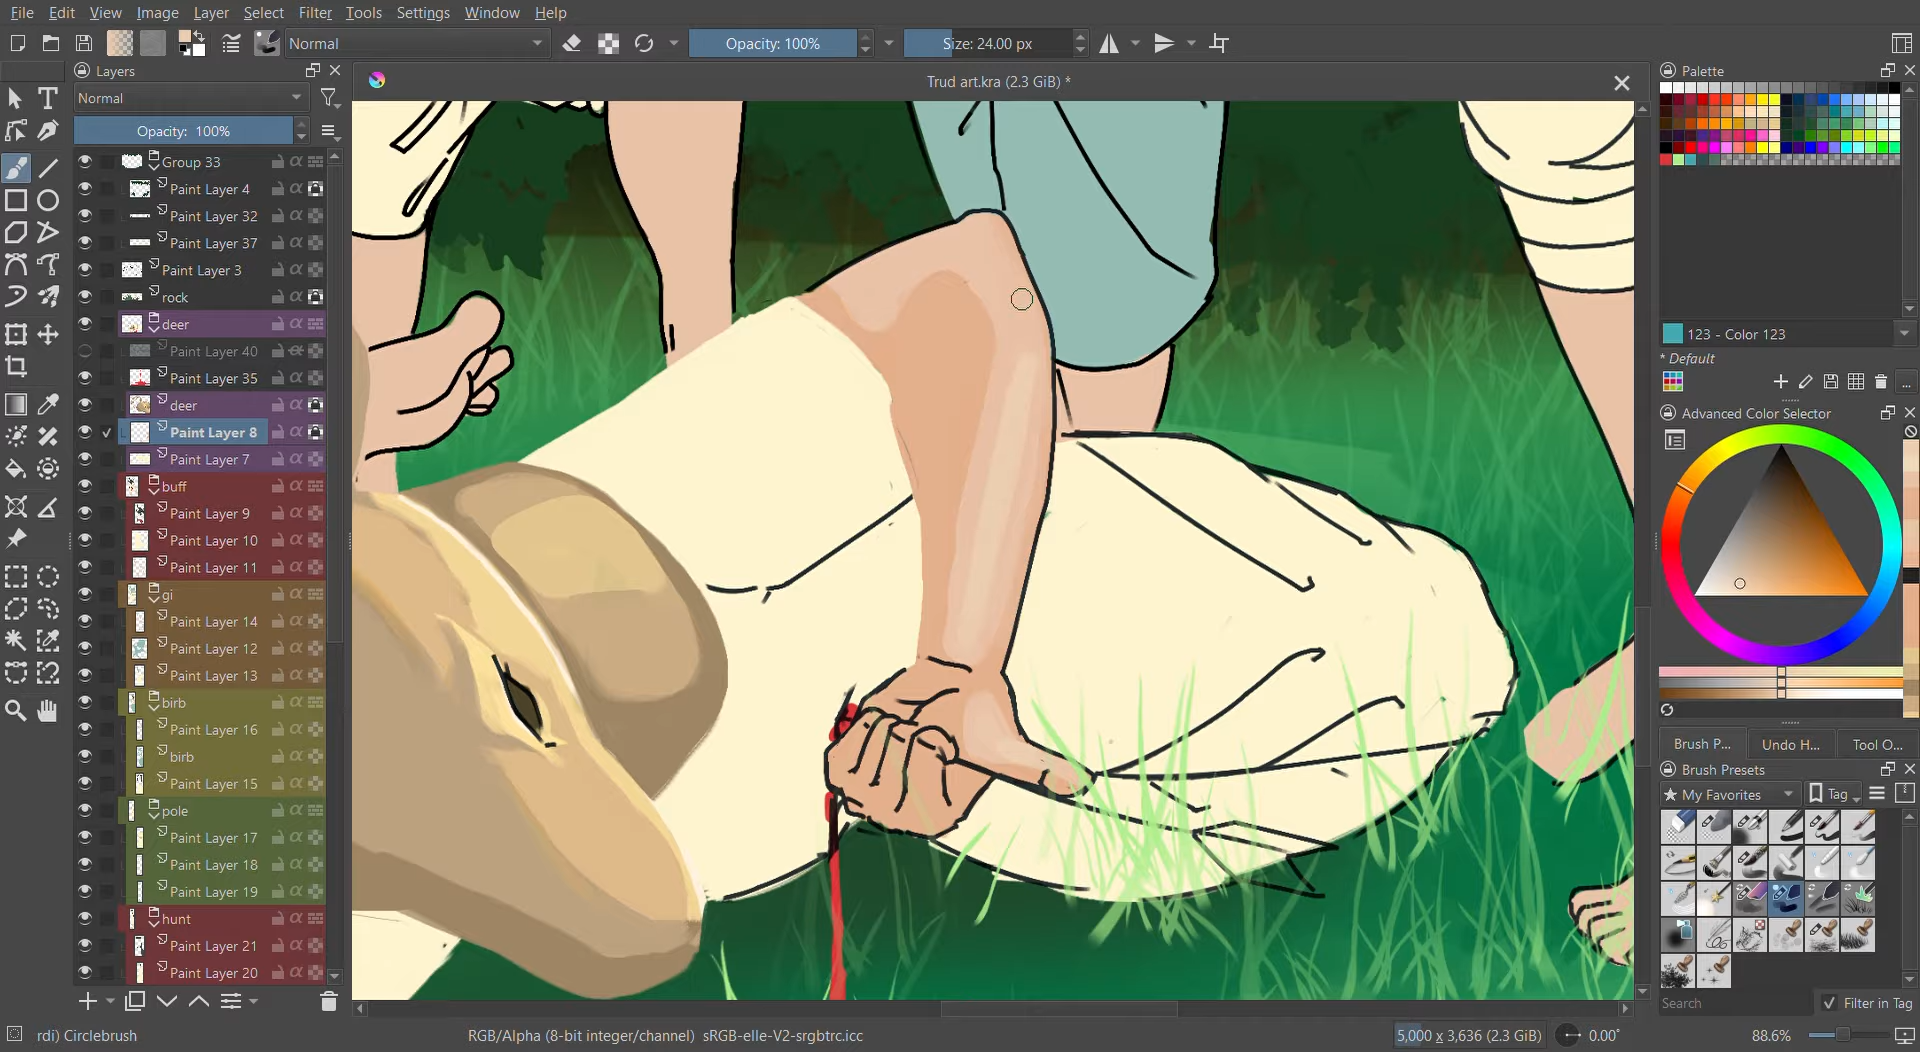 File Edit View Image Layer Select Filter Tools Settings Window Help
Normal
Opacity: 100%
Size: 24.00 px
Layers
Normal
Opacity: 100%
Group 33
Paint Layer 4
Paint Layer 32
Paint Layer 37
Paint Layer 3
rock
deer
Paint Layer 40
Paint Layer 35
deer
Paint Layer 8
Paint Layer 7
buff
Paint Layer 9
Paint Layer 10
Paint Layer 11
gi
Paint Layer 14
Paint Layer 12
Paint Layer 13
birb
Paint Layer 16
birb
Paint Layer 15
pole
Paint Layer 17
Paint Layer 18
Paint Layer 19
hunt
Paint Layer 21
Paint Layer 20
Trud art.kra (2.3 GiB) *
Palette
123 - Color 123
* Default
...
Advanced Color Selector
Brush P... Undo H... Tool O...
Brush Presets
My Favorites
Tag
Search
Filter in Tag
rdi) Circlebrush
RGB/Alpha (8-bit integer/channel) sRGB-elle-V2-srgbtrc.icc
5,000 x 3,636 (2.3 GiB)
0.00°
88.6%